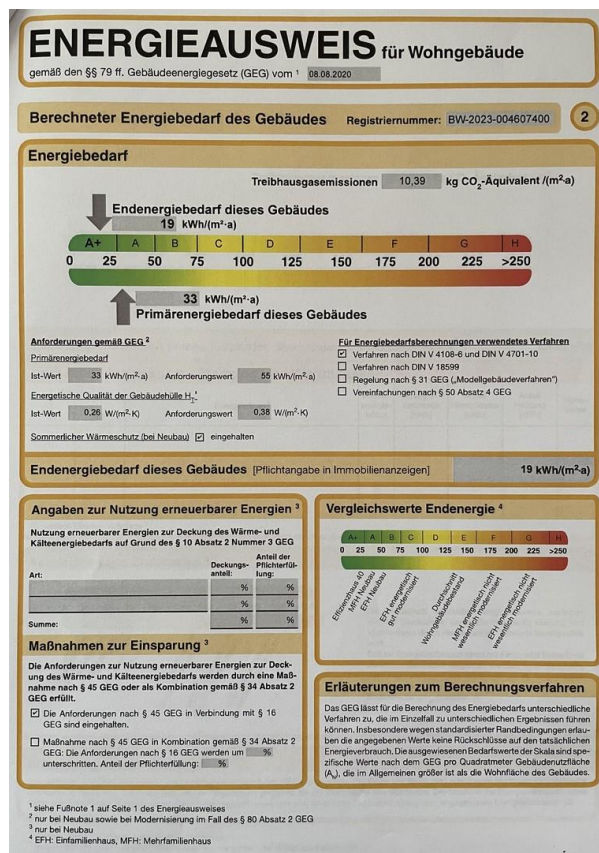 ENERGIEAUSWEIS für Wohngebäude
gemäß den §§ 79 ff. Gebäudeenergiegesetz (GEG) vom ¹ 08.08.2020
Berechneter Energiebedarf des Gebäudes Registriernummer: BW-2023-004607400 2
Energiebedarf
Treibhausgasemissionen 10,39 kg CO₂-Äquivalent /(m²·a)
Endenergiebedarf dieses Gebäudes
19 kWh/(m²·a)
A+ A B C D E F G H
0 25 50 75 100 125 150 175 200 225 >250
33 kWh/(m²·a)
Primärenergiebedarf dieses Gebäudes
Anforderungen gemäß GEG ²
Primärenergiebedarf
Ist-Wert 33 kWh/(m²·a) Anforderungswert 55 kWh/(m²·a)
Energetische Qualität der Gebäudehülle H_T'
Ist-Wert 0,26 W/(m²·K) Anforderungswert 0,38 W/(m²·K)
Sommerlicher Wärmeschutz (bei Neubau) ☑ eingehalten
Für Energiebedarfsberechnungen verwendetes Verfahren
☑ Verfahren nach DIN V 4108-6 und DIN V 4701-10
☐ Verfahren nach DIN V 18599
☐ Regelung nach § 31 GEG („Modellgebäudeverfahren“)
☐ Vereinfachungen nach § 50 Absatz 4 GEG
Endenergiebedarf dieses Gebäudes [Pflichtangabe in Immobilienanzeigen] 19 kWh/(m²·a)
Angaben zur Nutzung erneuerbarer Energien ³
Nutzung erneuerbarer Energien zur Deckung des Wärme- und
Kälteenergiebedarfs auf Grund des § 10 Absatz 2 Nummer 3 GEG
Art: Deckungs-
anteil: Anteil der
Pflichterfül-
lung:
% %
% %
Summe: % %
Maßnahmen zur Einsparung ³
Die Anforderungen zur Nutzung erneuerbarer Energien zur Deck-
ung des Wärme- und Kälteenergiebedarfs werden durch eine Maß-
nahme nach § 45 GEG oder als Kombination gemäß § 34 Absatz 2
GEG erfüllt.
☑ Die Anforderungen nach § 45 GEG in Verbindung mit § 16
GEG sind eingehalten.
☐ Maßnahme nach § 45 GEG in Kombination gemäß § 34 Absatz 2
GEG: Die Anforderungen nach § 16 GEG werden um %
unterschritten. Anteil der Pflichterfüllung: %
Vergleichswerte Endenergie ⁴
A+ A B C D E F G H
0 25 50 75 100 125 150 175 200 225 >250
Effizienzhaus 40
MFH Neubau
EFH Neubau
EFH energetisch
gut modernisiert
Durchschnitt
Wohngebäudebestand
MFH energetisch nicht
wesentlich modernisiert
EFH energetisch nicht
wesentlich modernisiert
Erläuterungen zum Berechnungsverfahren
Das GEG lässt für die Berechnung des Energiebedarfs unterschiedliche
Verfahren zu, die im Einzelfall zu unterschiedlichen Ergebnissen führen
können. Insbesondere wegen standardisierter Randbedingungen erlau-
ben die angegebenen Werte keine Rückschlüsse auf den tatsächlichen
Energieverbrauch. Die ausgewiesenen Bedarfswerte der Skala sind spe-
zifische Werte nach dem GEG pro Quadratmeter Gebäudenutzfläche
(A_N), die im Allgemeinen größer ist als die Wohnfläche des Gebäudes.
¹ siehe Fußnote 1 auf Seite 1 des Energieausweises
² nur bei Neubau sowie bei Modernisierung im Fall des § 80 Absatz 2 GEG
³ nur bei Neubau
⁴ EFH: Einfamilienhaus, MFH: Mehrfamilienhaus